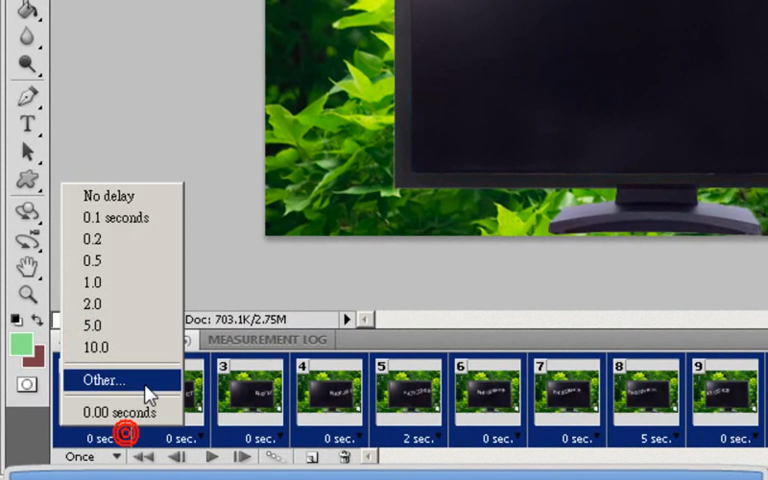 No delay
0.1 seconds
0.2
0.5
1.0
2.0
5.0
10.0
Other...
0.00 seconds
Doc: 703.1K/2.75M
MEASUREMENT LOG
3 4 5 6 7 8 9
0 sec. 0 sec. 0 sec. 0 sec. 2 sec. 0 sec. 0 sec. 5 sec. 0 sec.
Once
T